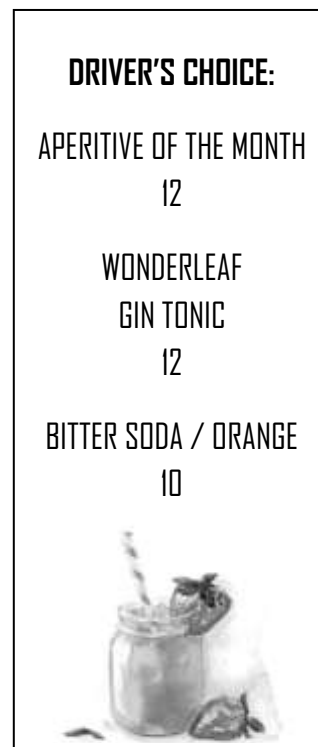 DRIVER'S CHOICE:
APERITIVE OF THE MONTH
12
WONDERLEAF
GIN TONIC
12
BITTER SODA / ORANGE
10